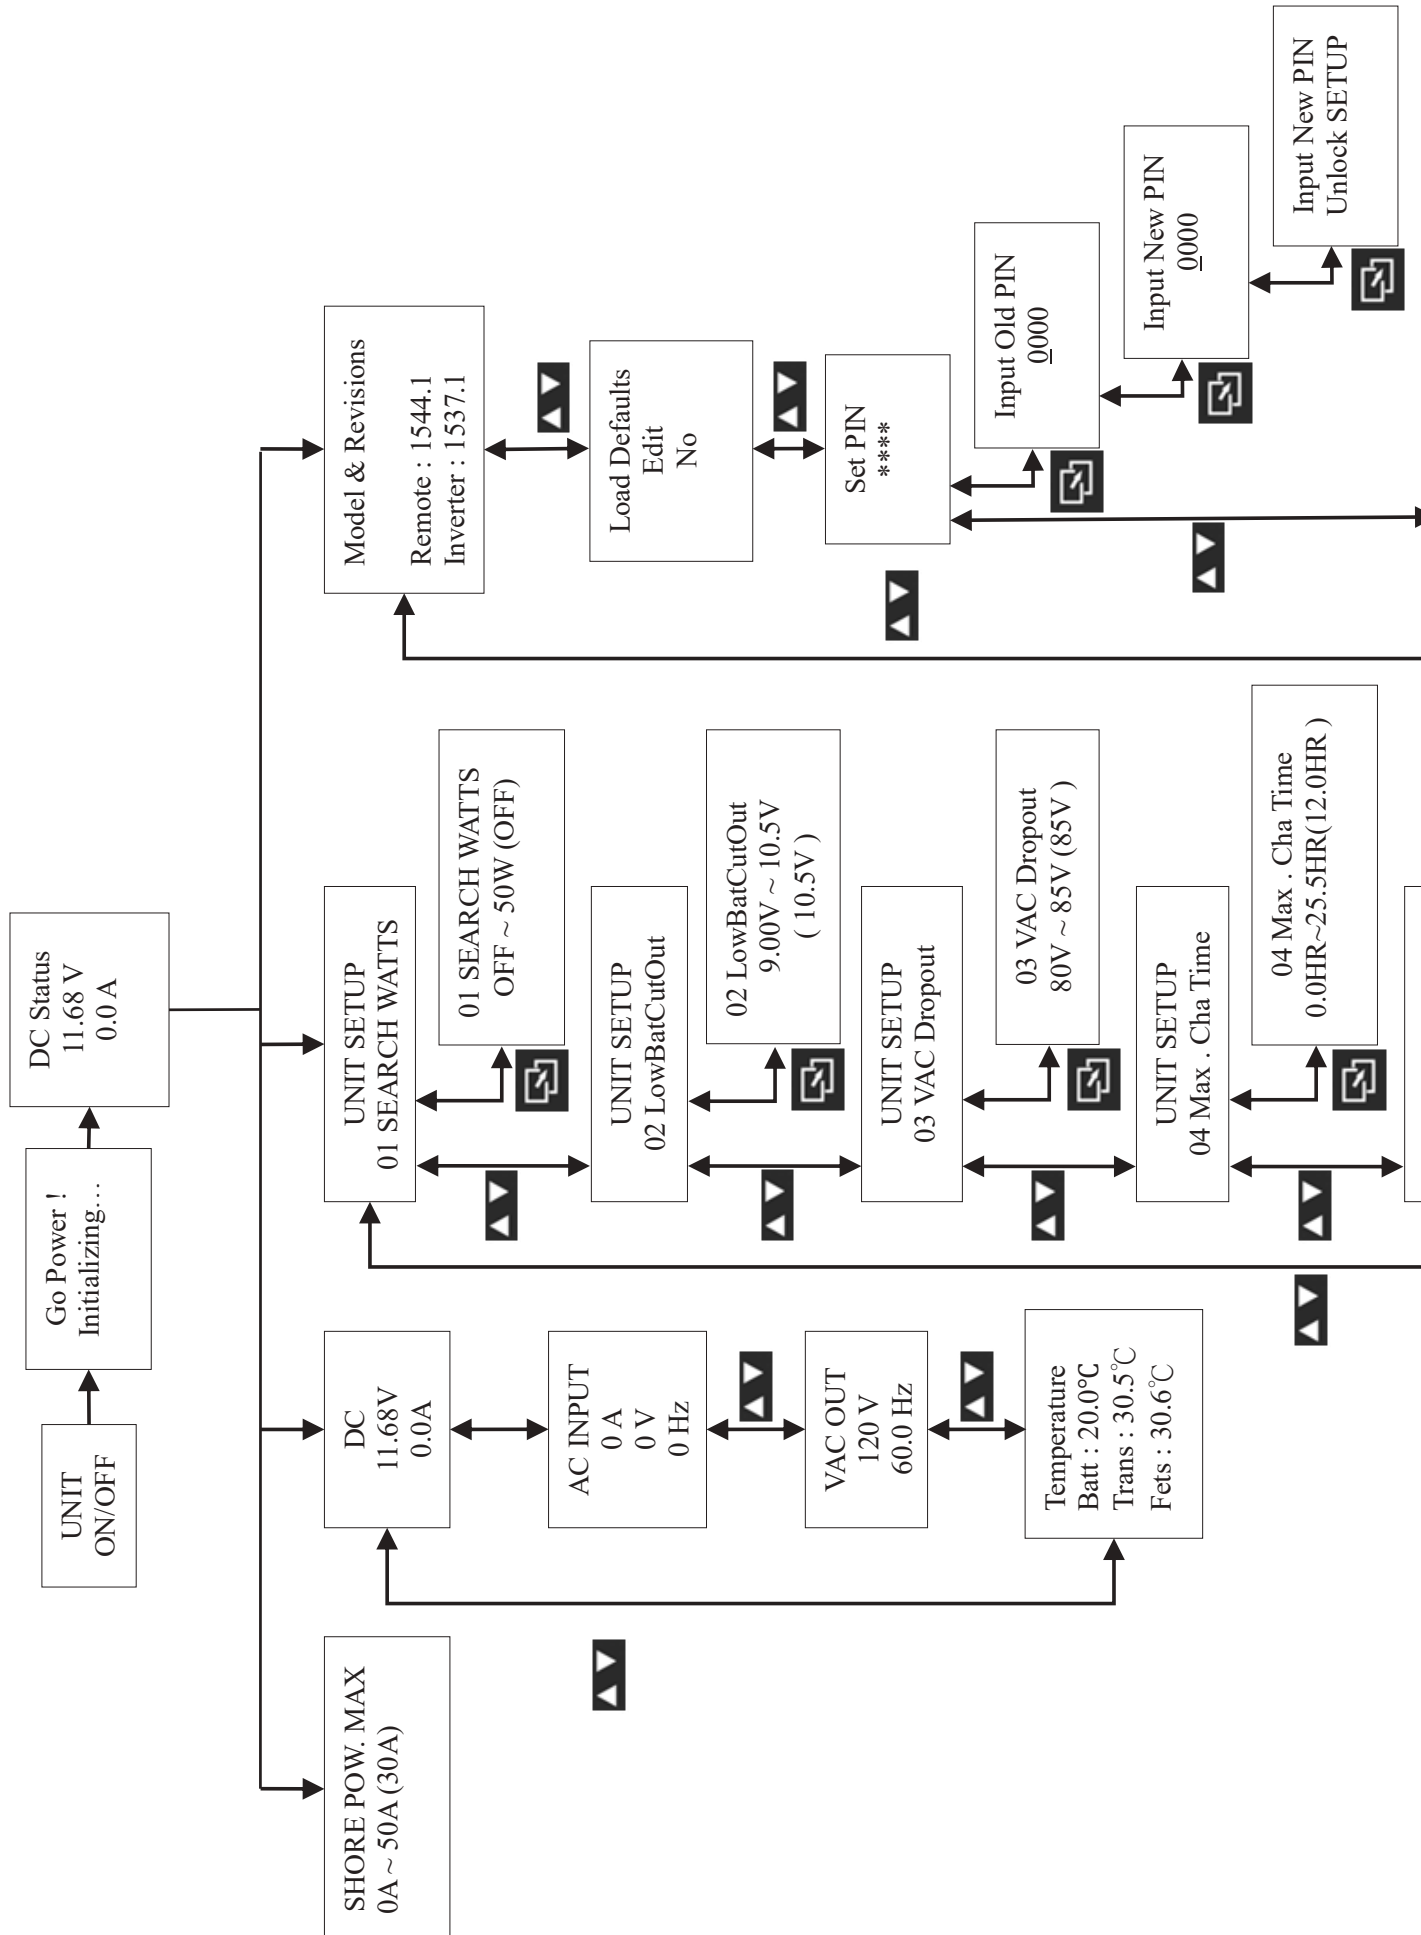 UNIT
ON/OFF
Go Power !
Initializing...
DC Status
11.68 V
0.0 A
SHORE POW. MAX
0A ~ 50A (30A)
DC
11.68V
0.0A
AC INPUT
0 A
0 V
0 Hz
VAC OUT
120 V
60.0 Hz
Temperature
Batt : 20.0℃
Trans : 30.5℃
Fets : 30.6℃
UNIT SETUP
01 SEARCH WATTS
01 SEARCH WATTS
OFF ~ 50W (OFF)
UNIT SETUP
02 LowBatCutOut
02 LowBatCutOut
9.00V ~ 10.5V
( 10.5V )
UNIT SETUP
03 VAC Dropout
03 VAC Dropout
80V ~ 85V (85V )
UNIT SETUP
04 Max . Cha Time
04 Max . Cha Time
0.0HR~25.5HR(12.0HR )
Model & Revisions
Remote : 1544.1
Inverter : 1537.1
Load Defaults
Edit
No
Set PIN
****
Input Old PIN
0000
Input New PIN
0000
Input New PIN
Unlock SETUP